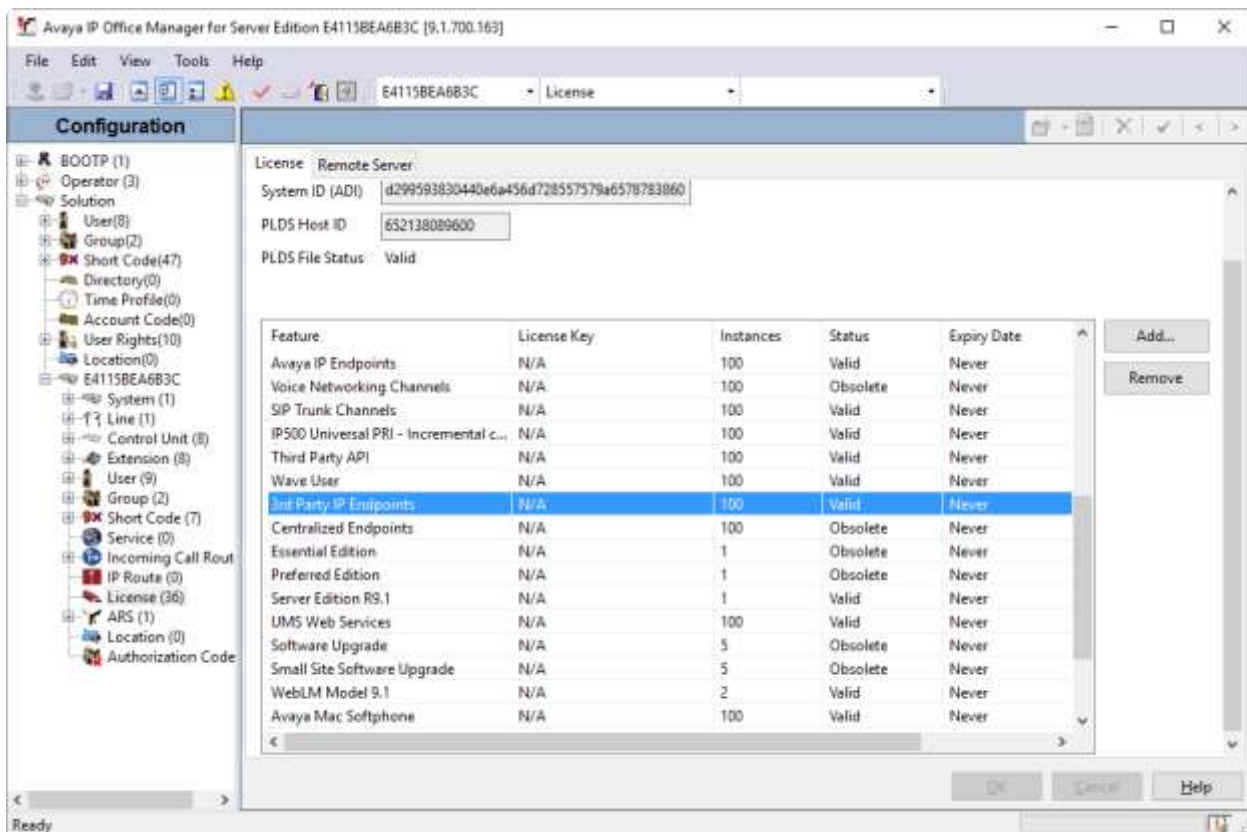 Avaya IP Office Manager for Server Edition E4115BEA6B3C [9.1.700.163]
File Edit View Tools Help
E4115BEA6B3C License
Configuration
BOOTP (1)
Operator (3)
Solution
User(8)
Group(2)
Short Code(47)
Directory(0)
Time Profile(0)
Account Code(0)
User Rights(10)
Location(0)
E4115BEA6B3C
System (1)
Line (1)
Control Unit (8)
Extension (8)
User (9)
Group (2)
Short Code (7)
Service (0)
Incoming Call Rout
IP Route (0)
License (36)
ARS (1)
Location (0)
Authorization Code
License Remote Server
System ID (ADI) d299593830440e6a456d728557579a6578783860
PLDS Host ID 652138089600
PLDS File Status Valid
Feature License Key Instances Status Expiry Date
Avaya IP Endpoints N/A 100 Valid Never
Voice Networking Channels N/A 100 Obsolete Never
SIP Trunk Channels N/A 100 Valid Never
IP500 Universal PRI - Incremental c... N/A 100 Valid Never
Third Party API N/A 100 Valid Never
Wave User N/A 100 Valid Never
3rd Party IP Endpoints N/A 100 Valid Never
Centralized Endpoints N/A 100 Obsolete Never
Essential Edition N/A 1 Obsolete Never
Preferred Edition N/A 1 Obsolete Never
Server Edition R9.1 N/A 1 Valid Never
UMS Web Services N/A 100 Valid Never
Software Upgrade N/A 5 Obsolete Never
Small Site Software Upgrade N/A 5 Obsolete Never
WebLM Model 9.1 N/A 2 Valid Never
Avaya Mac Softphone N/A 100 Valid Never
Add...
Remove
OK Cancel Help
Ready